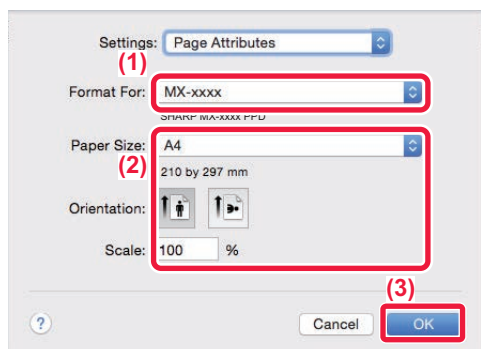 Settings: Page Attributes
(1)
Format For: MX-xxxx
SHARP MX-xxxx PPD
Paper Size: A4
(2)
210 by 297 mm
Orientation:
Scale: 100 %
(3)
? Cancel OK